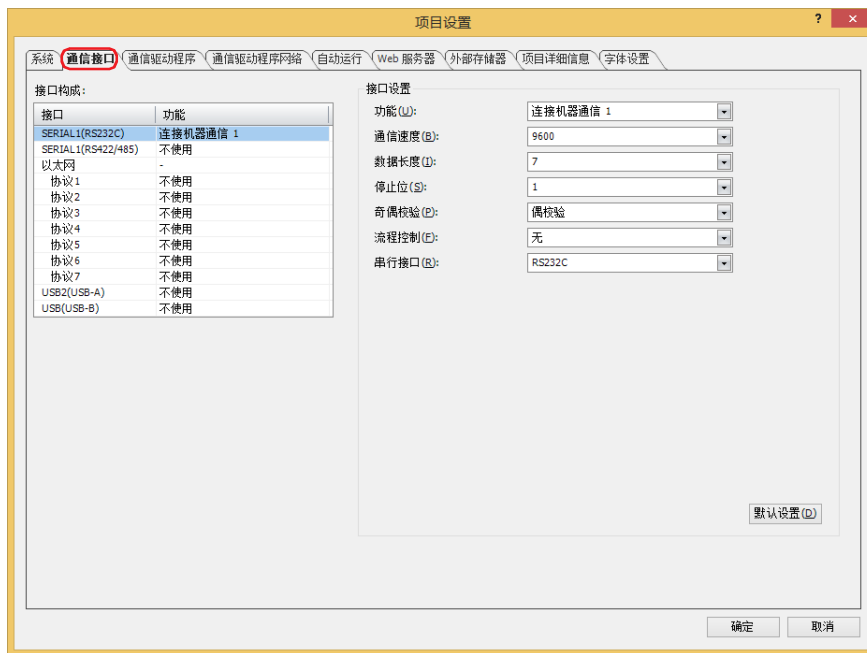 项目设置
?
×
系统 通信接口 通信驱动程序 通信驱动程序网络 自动运行 Web 服务器 外部存储器 项目详细信息 字体设置
接口构成:
接口 功能
SERIAL1(RS232C) 连接机器通信 1
SERIAL1(RS422/485) 不使用
以太网 -
协议1 不使用
协议2 不使用
协议3 不使用
协议4 不使用
协议5 不使用
协议6 不使用
协议7 不使用
USB2(USB-A) 不使用
USB(USB-B) 不使用
接口设置
功能(U): 连接机器通信 1
通信速度(B): 9600
数据长度(I): 7
停止位(S): 1
奇偶校验(P): 偶校验
流程控制(F): 无
串行接口(R): RS232C
默认设置(D)
确定 取消